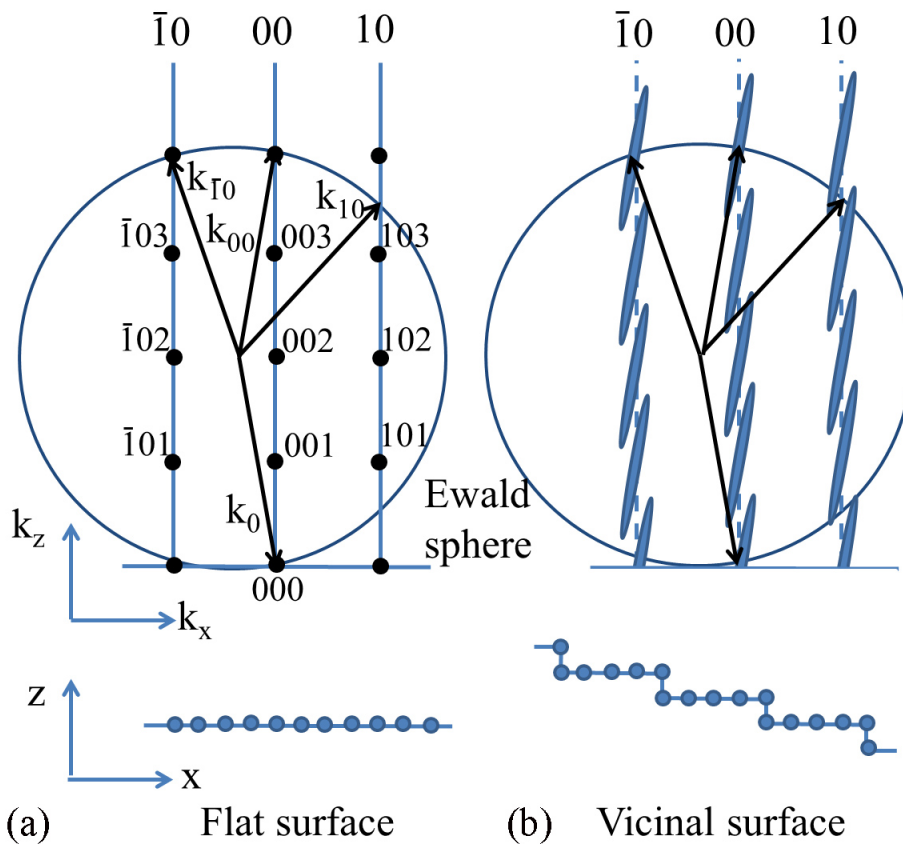 1̄0 00 10
1̄0 00 10
k1̄0
k00
k10
1̄03 003 103
1̄02 002 102
1̄01 001 101
k0
Ewald
sphere
kz
000
kx
z
x
(a) Flat surface
(b) Vicinal surface